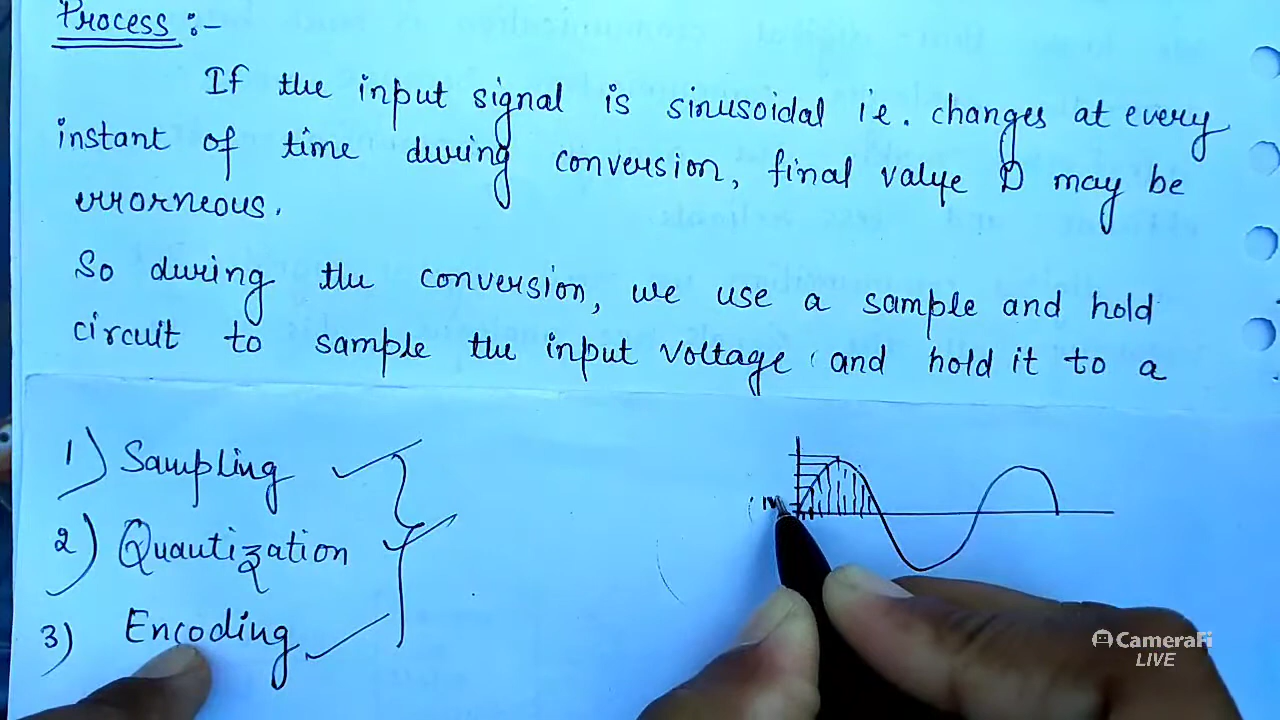 Process :-
If the input signal is sinusoidal i.e. changes at every
instant of time during conversion, final value D may be
errorneous.
So during the conversion, we use a sample and hold
circuit to sample the input voltage and hold it to a
1) Sampling
2) Quantization
3) Encoding
CameraFi
LIVE